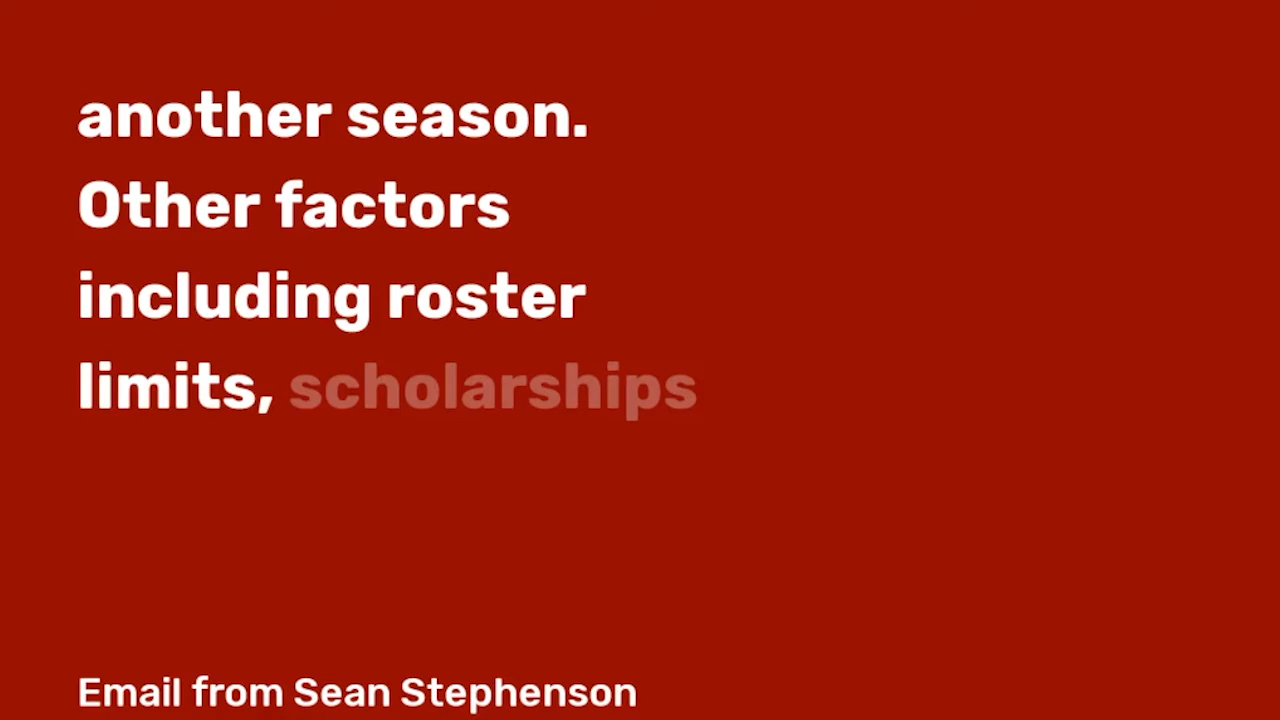 another season.
Other factors
including roster
limits, scholarships
Email from Sean Stephenson